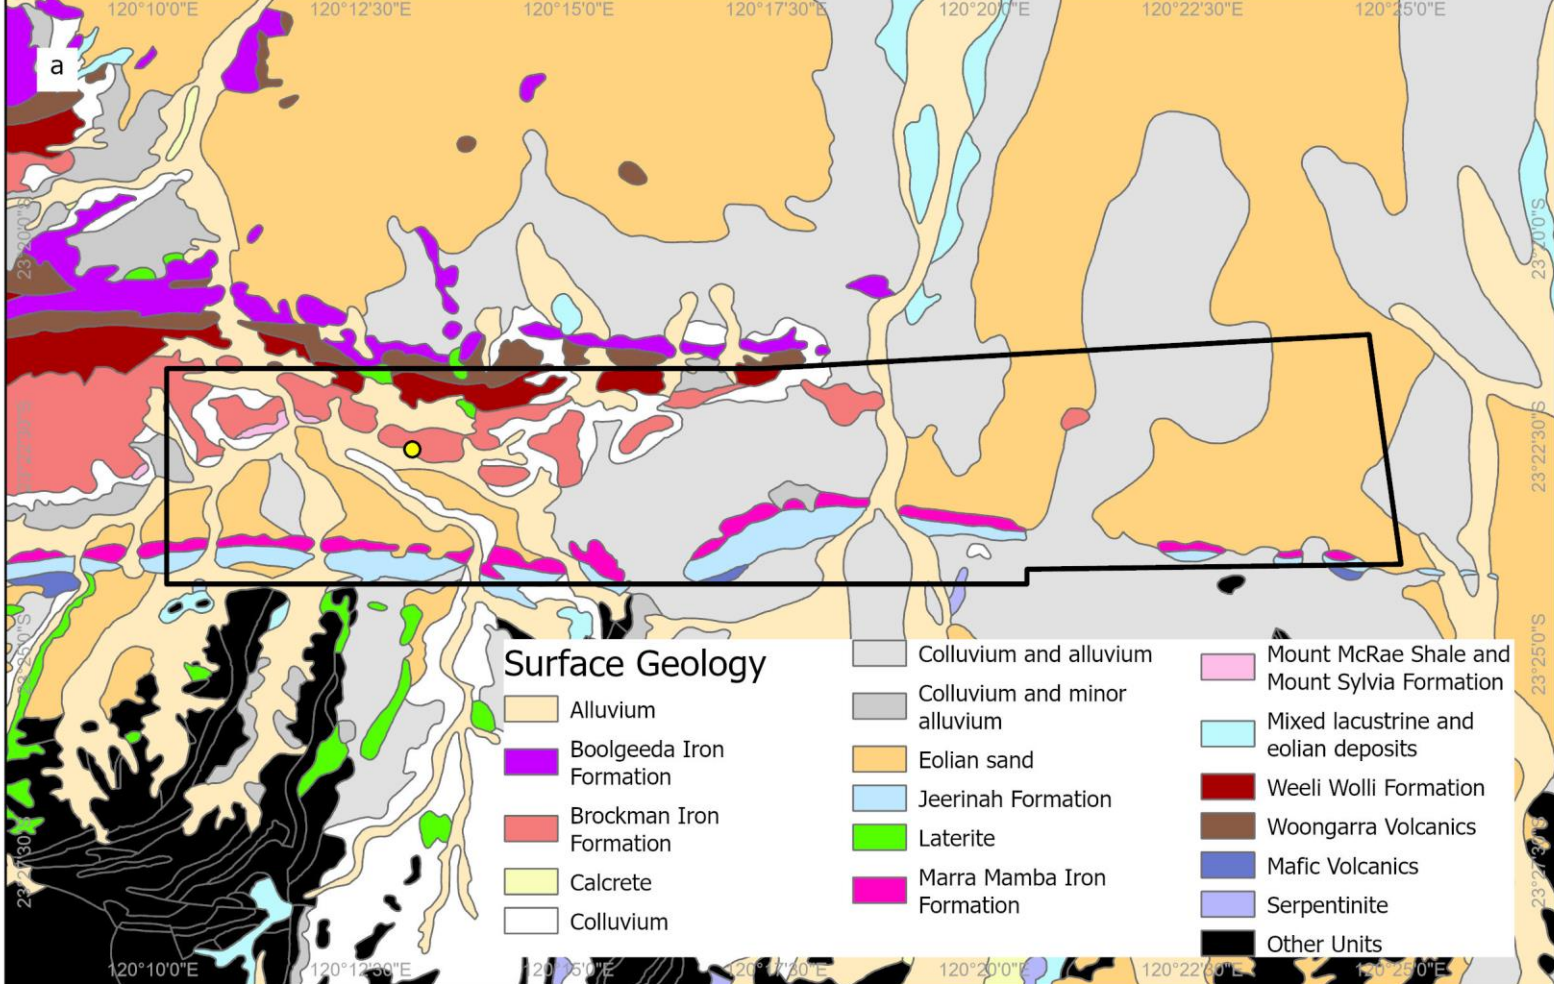 120°10'0"E 120°12'30"E 120°15'0"E 120°17'30"E 120°20'0"E 120°22'30"E 120°25'0"E
a
23°20'0"S 23°20'0"S
23°22'30"S 23°22'30"S
23°25'0"S 23°25'0"S
23°27'30"S 23°27'30"S
Surface Geology
Alluvium
Boolgeeda Iron
Formation
Brockman Iron
Formation
Calcrete
Colluvium
Colluvium and alluvium
Colluvium and minor
alluvium
Eolian sand
Jeerinah Formation
Laterite
Marra Mamba Iron
Formation
Mount McRae Shale and
Mount Sylvia Formation
Mixed lacustrine and
eolian deposits
Weeli Wolli Formation
Woongarra Volcanics
Mafic Volcanics
Serpentinite
Other Units
120°10'0"E 120°12'30"E 120°15'0"E 120°17'30"E 120°20'0"E 120°22'30"E 120°25'0"E